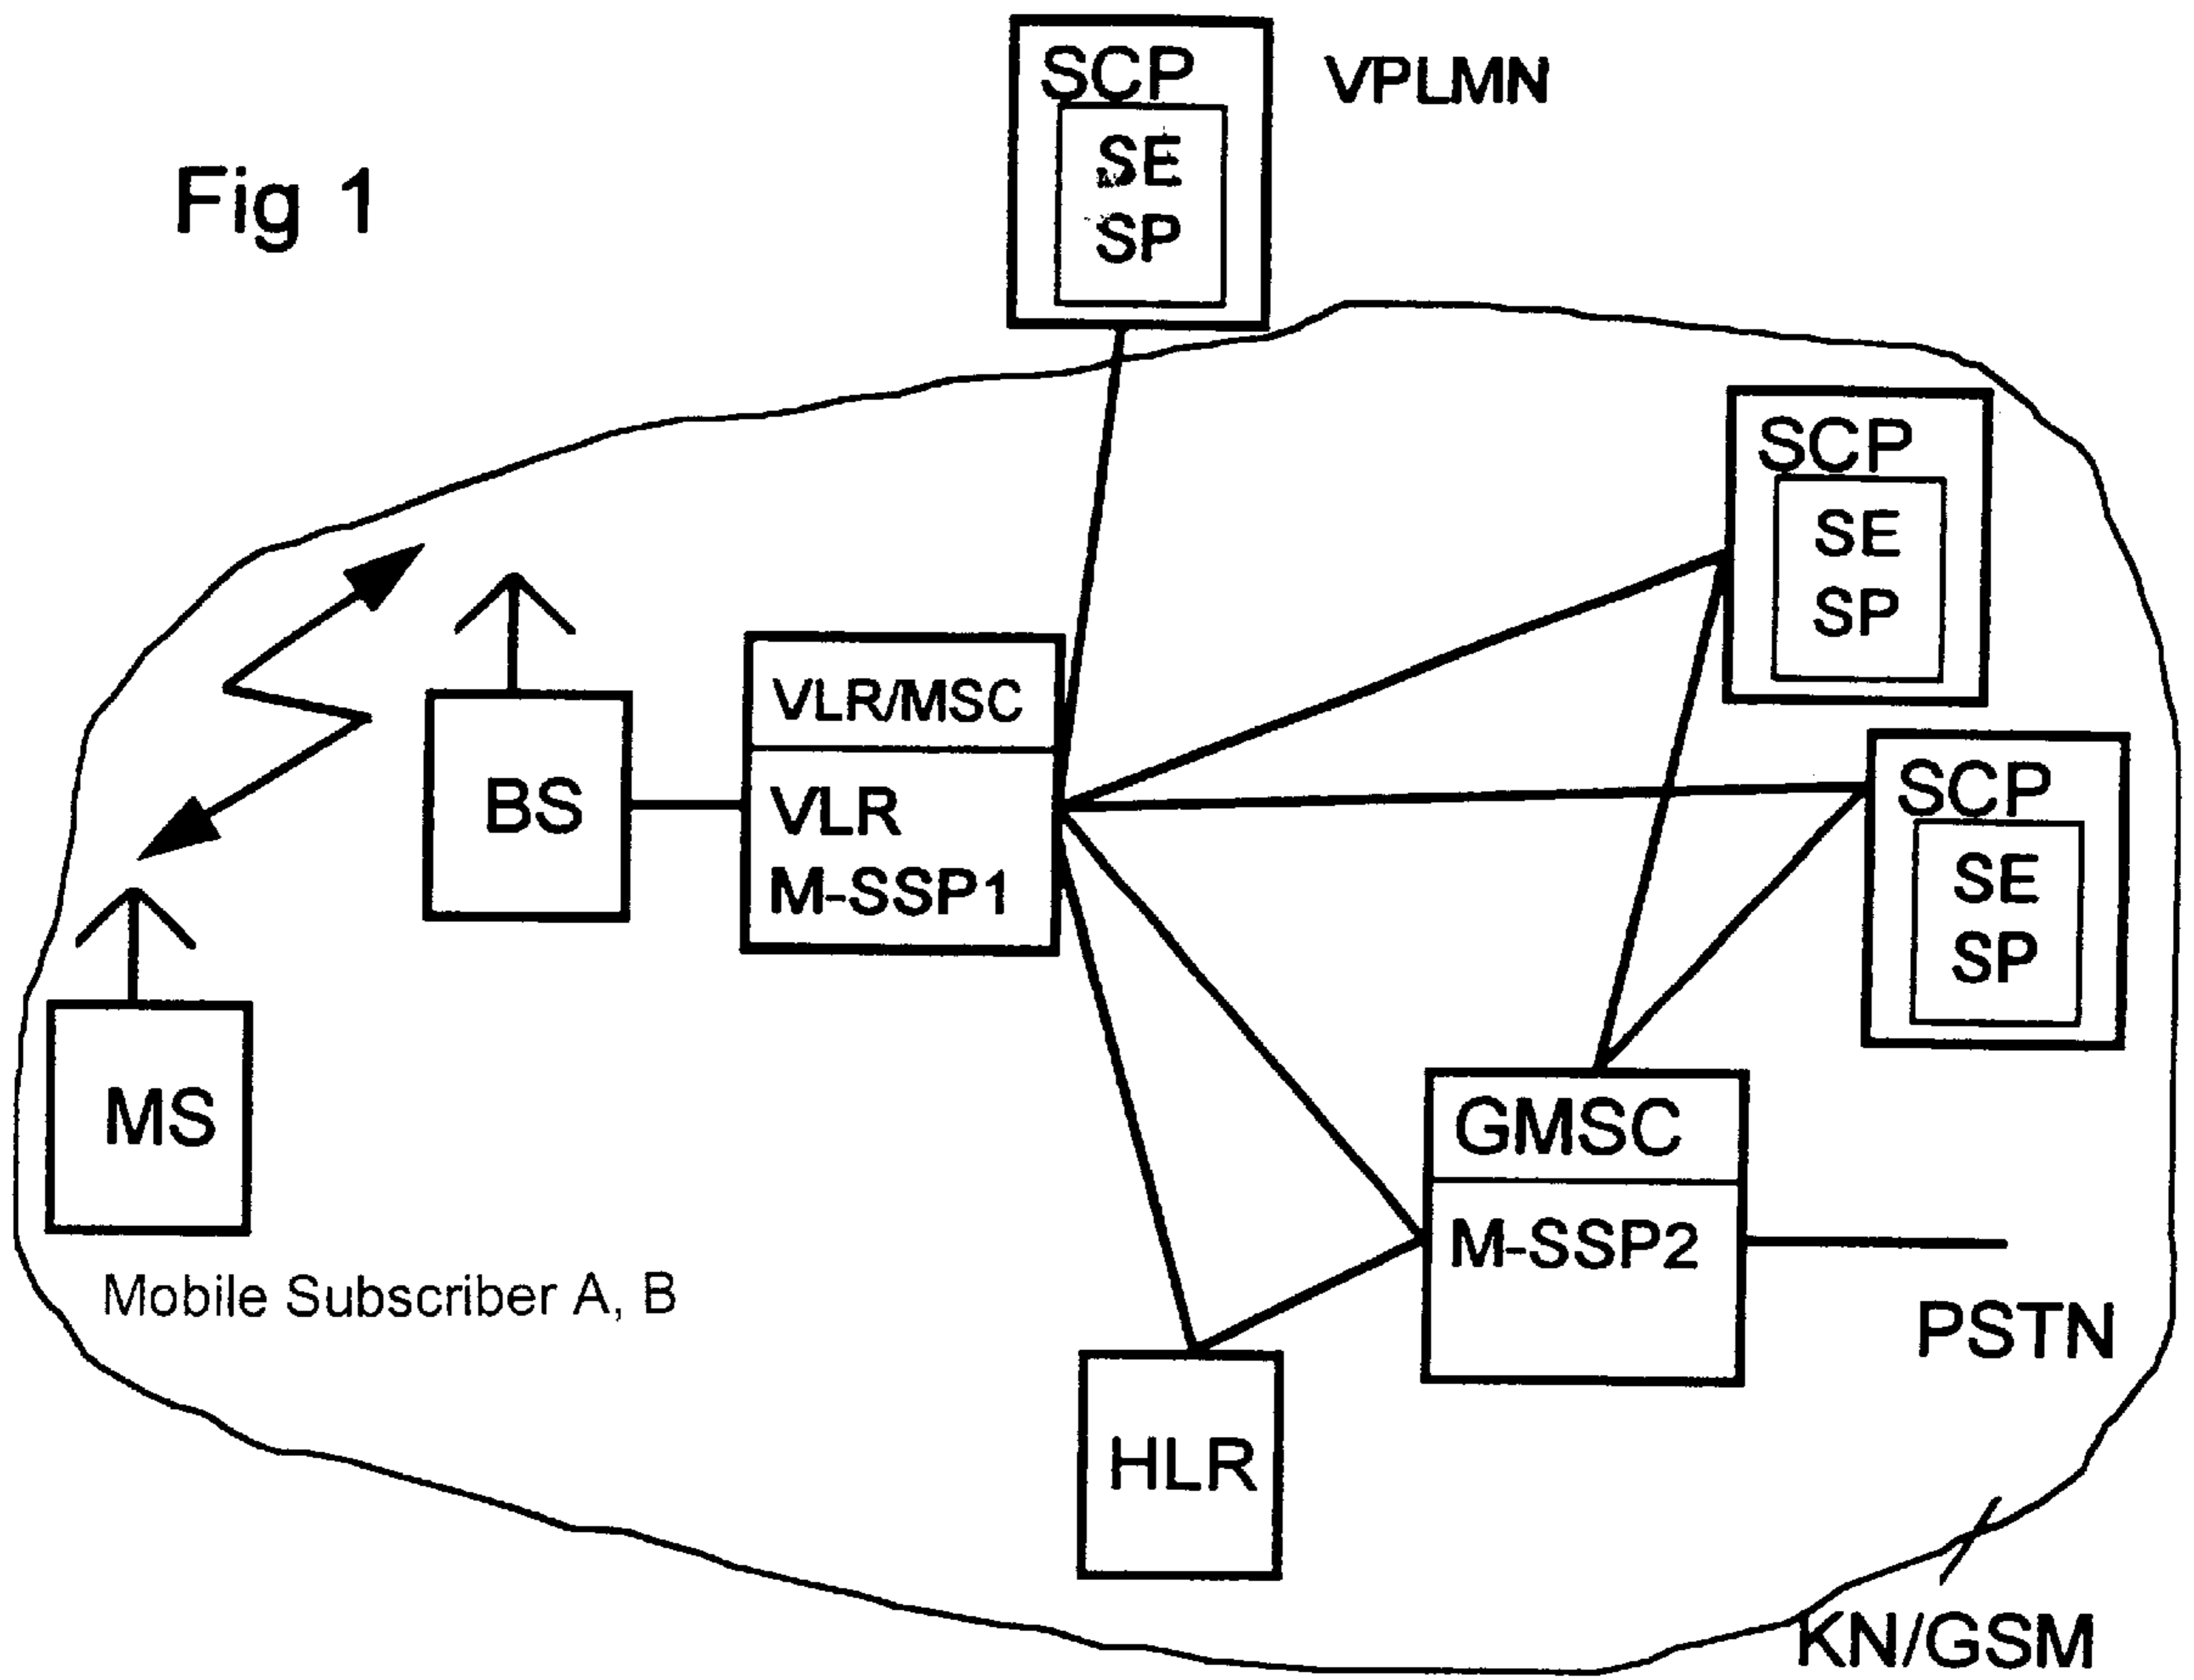 SCP
VPLMN
SE
SP
Fig 1
SCP
SE
SP
VLR/MSC
BS
VLR
M-SSP1
SCP
SE
SP
MS
GMSC
M-SSP2
Mobile Subscriber A, B
PSTN
HLR
KN/GSM